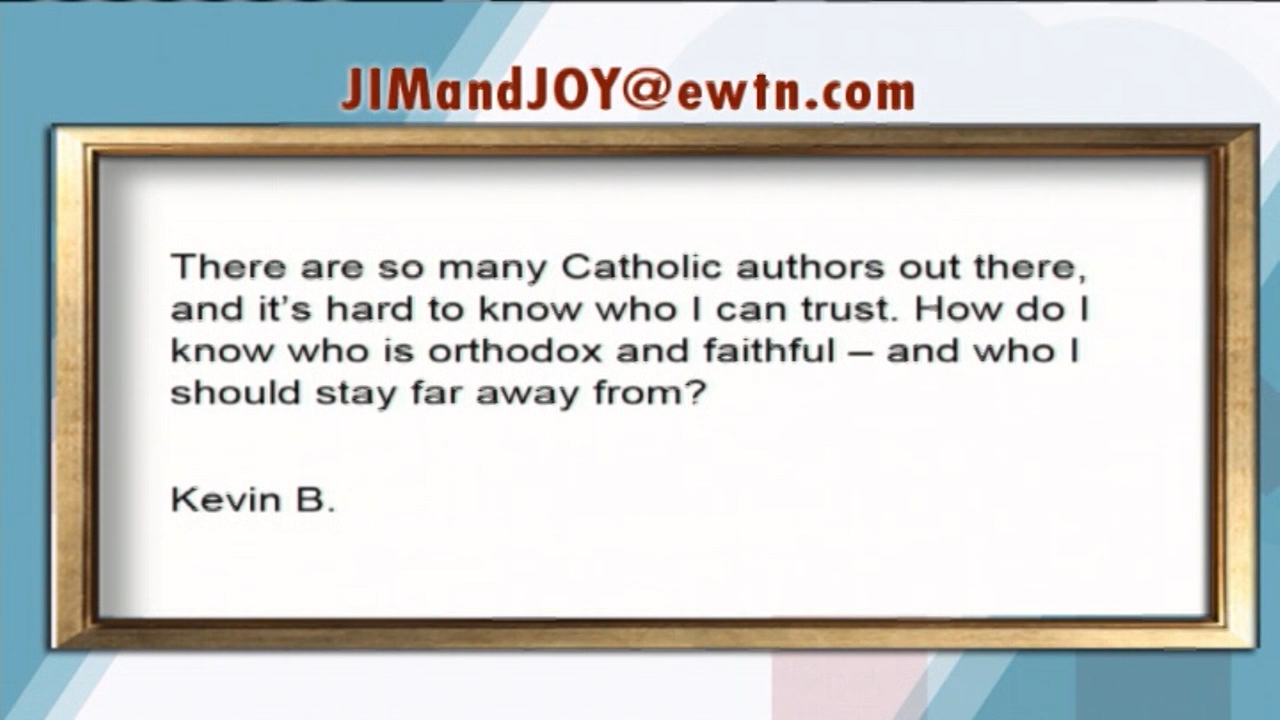 JIMandJOY@ewtn.com
There are so many Catholic authors out there,
and it’s hard to know who I can trust. How do I
know who is orthodox and faithful – and who I
should stay far away from?
Kevin B.